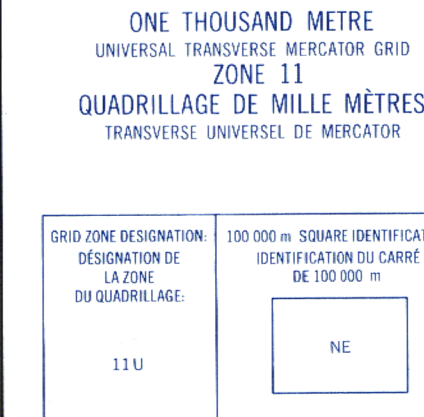 ONE THOUSAND METRE
UNIVERSAL TRANSVERSE MERCATOR GRID
ZONE 11
QUADRILLAGE DE MILLE MÈTRES
TRANSVERSE UNIVERSEL DE MERCATOR
GRID ZONE DESIGNATION:
DÉSIGNATION DE
LA ZONE
DU QUADRILLAGE:
11 U
100 000 m SQUARE IDENTIFICAT
IDENTIFICATION DU CARRÉ
DE 100 000 m
NE